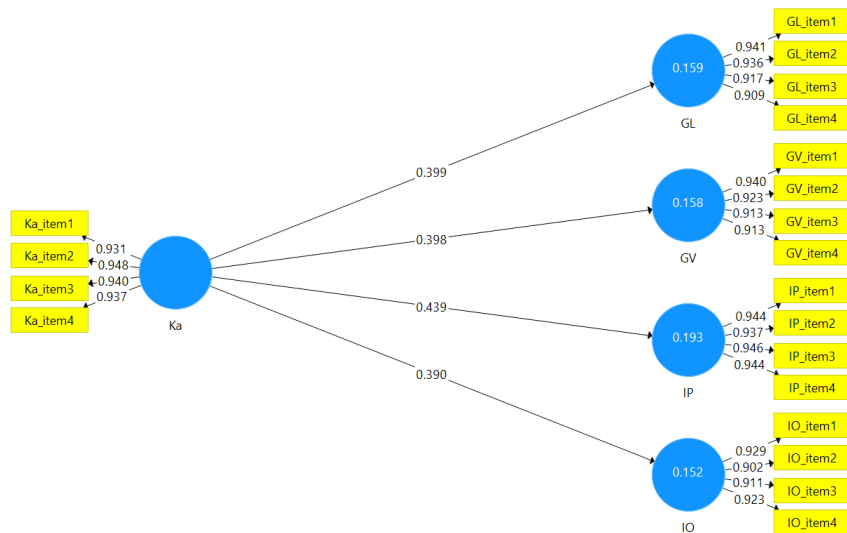 GL_item1
0.941
GL_item2
0.936
0.159
0.917
GL_item3
0.909
GL_item4
GL
0.399
GV_item1
0.940
GV_item2
0.923
0.158
0.913
GV_item3
0.913
GV_item4
GV
0.398
Ka_item1
0.931
Ka_item2
0.948
0.940
Ka_item3
0.937
Ka_item4
Ka
0.439
IP_item1
0.944
IP_item2
0.937
0.193
0.946
IP_item3
0.944
IP_item4
IP
0.390
IO_item1
0.929
IO_item2
0.902
0.152
0.911
IO_item3
0.923
IO_item4
IO